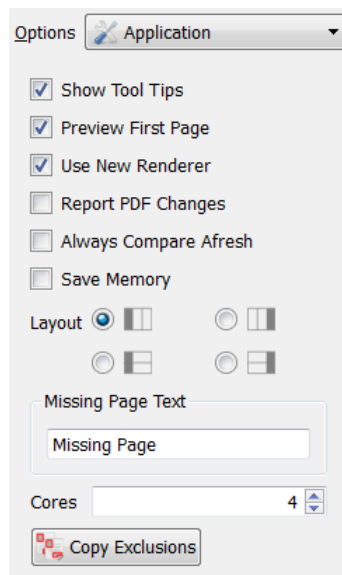 Options Application
Show Tool Tips
Preview First Page
Use New Renderer
Report PDF Changes
Always Compare Afresh
Save Memory
Layout
Missing Page Text
Missing Page
Cores 4
Copy Exclusions